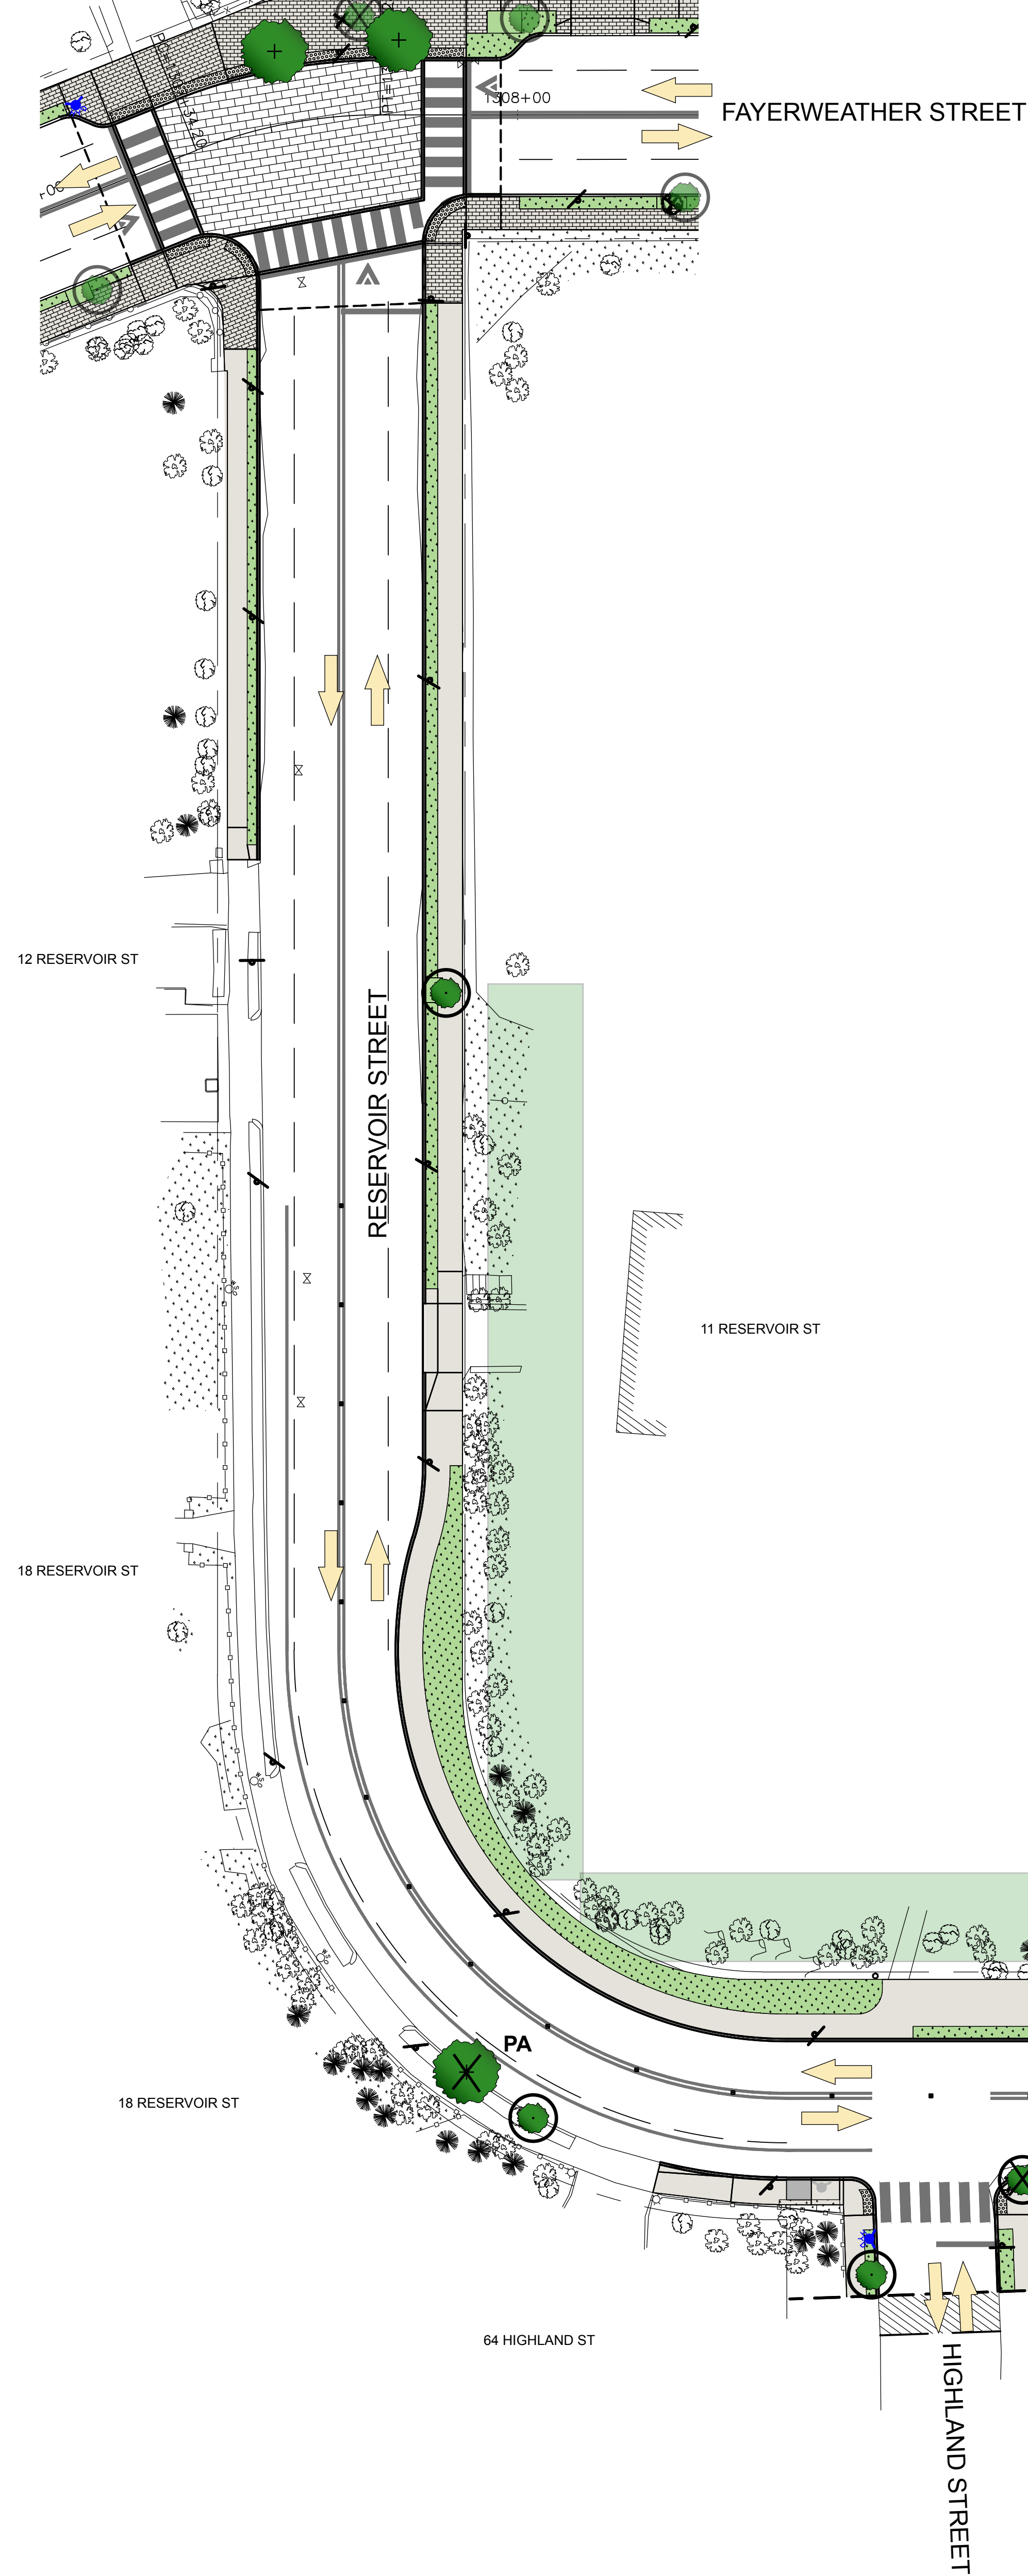 1308+00
FAYERWEATHER STREET
12 RESERVOIR ST
RESERVOIR STREET
11 RESERVOIR ST
18 RESERVOIR ST
PA
18 RESERVOIR ST
64 HIGHLAND ST
HIGHLAND STREET